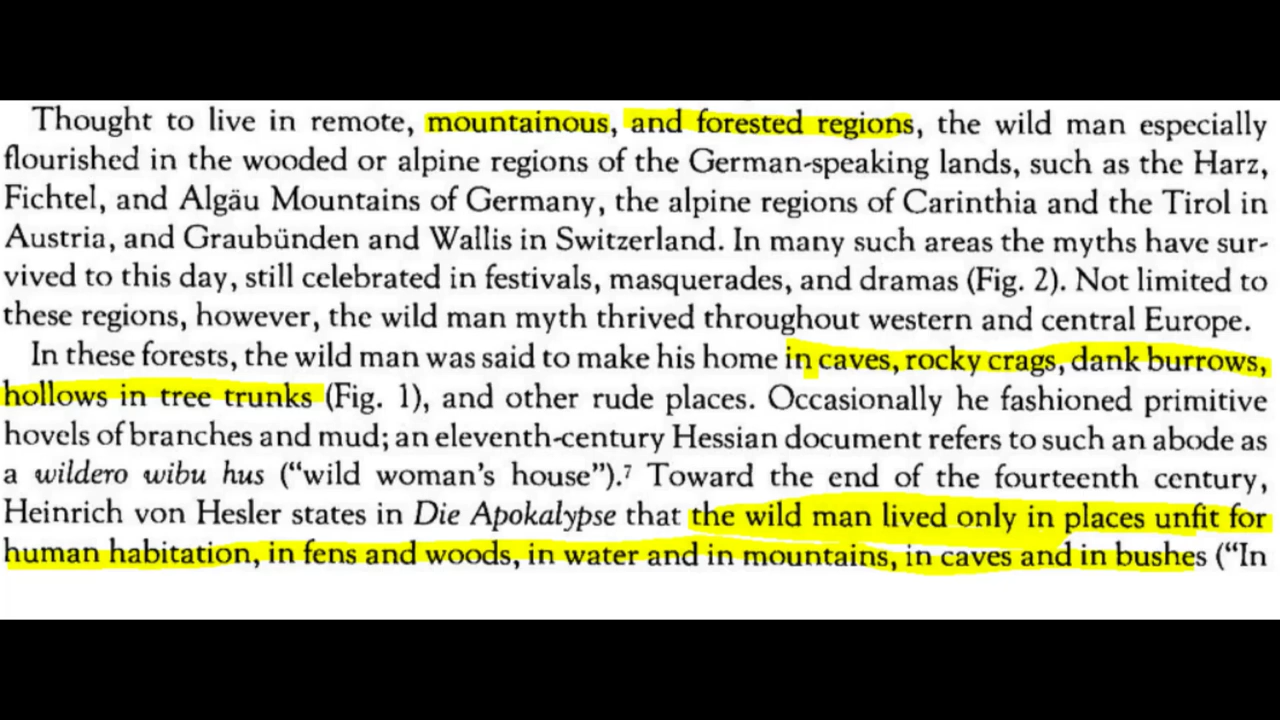 Thought to live in remote, mountainous, and forested regions, the wild man especially
flourished in the wooded or alpine regions of the German-speaking lands, such as the Harz,
Fichtel, and Algäu Mountains of Germany, the alpine regions of Carinthia and the Tirol in
Austria, and Graubünden and Wallis in Switzerland. In many such areas the myths have sur-
vived to this day, still celebrated in festivals, masquerades, and dramas (Fig. 2). Not limited to
these regions, however, the wild man myth thrived throughout western and central Europe.
In these forests, the wild man was said to make his home in caves, rocky crags, dank burrows,
hollows in tree trunks (Fig. 1), and other rude places. Occasionally he fashioned primitive
hovels of branches and mud; an eleventh-century Hessian document refers to such an abode as
a wildero wibu hus (“wild woman’s house”).⁷ Toward the end of the fourteenth century,
Heinrich von Hesler states in Die Apokalypse that the wild man lived only in places unfit for
human habitation, in fens and woods, in water and in mountains, in caves and in bushes (“In